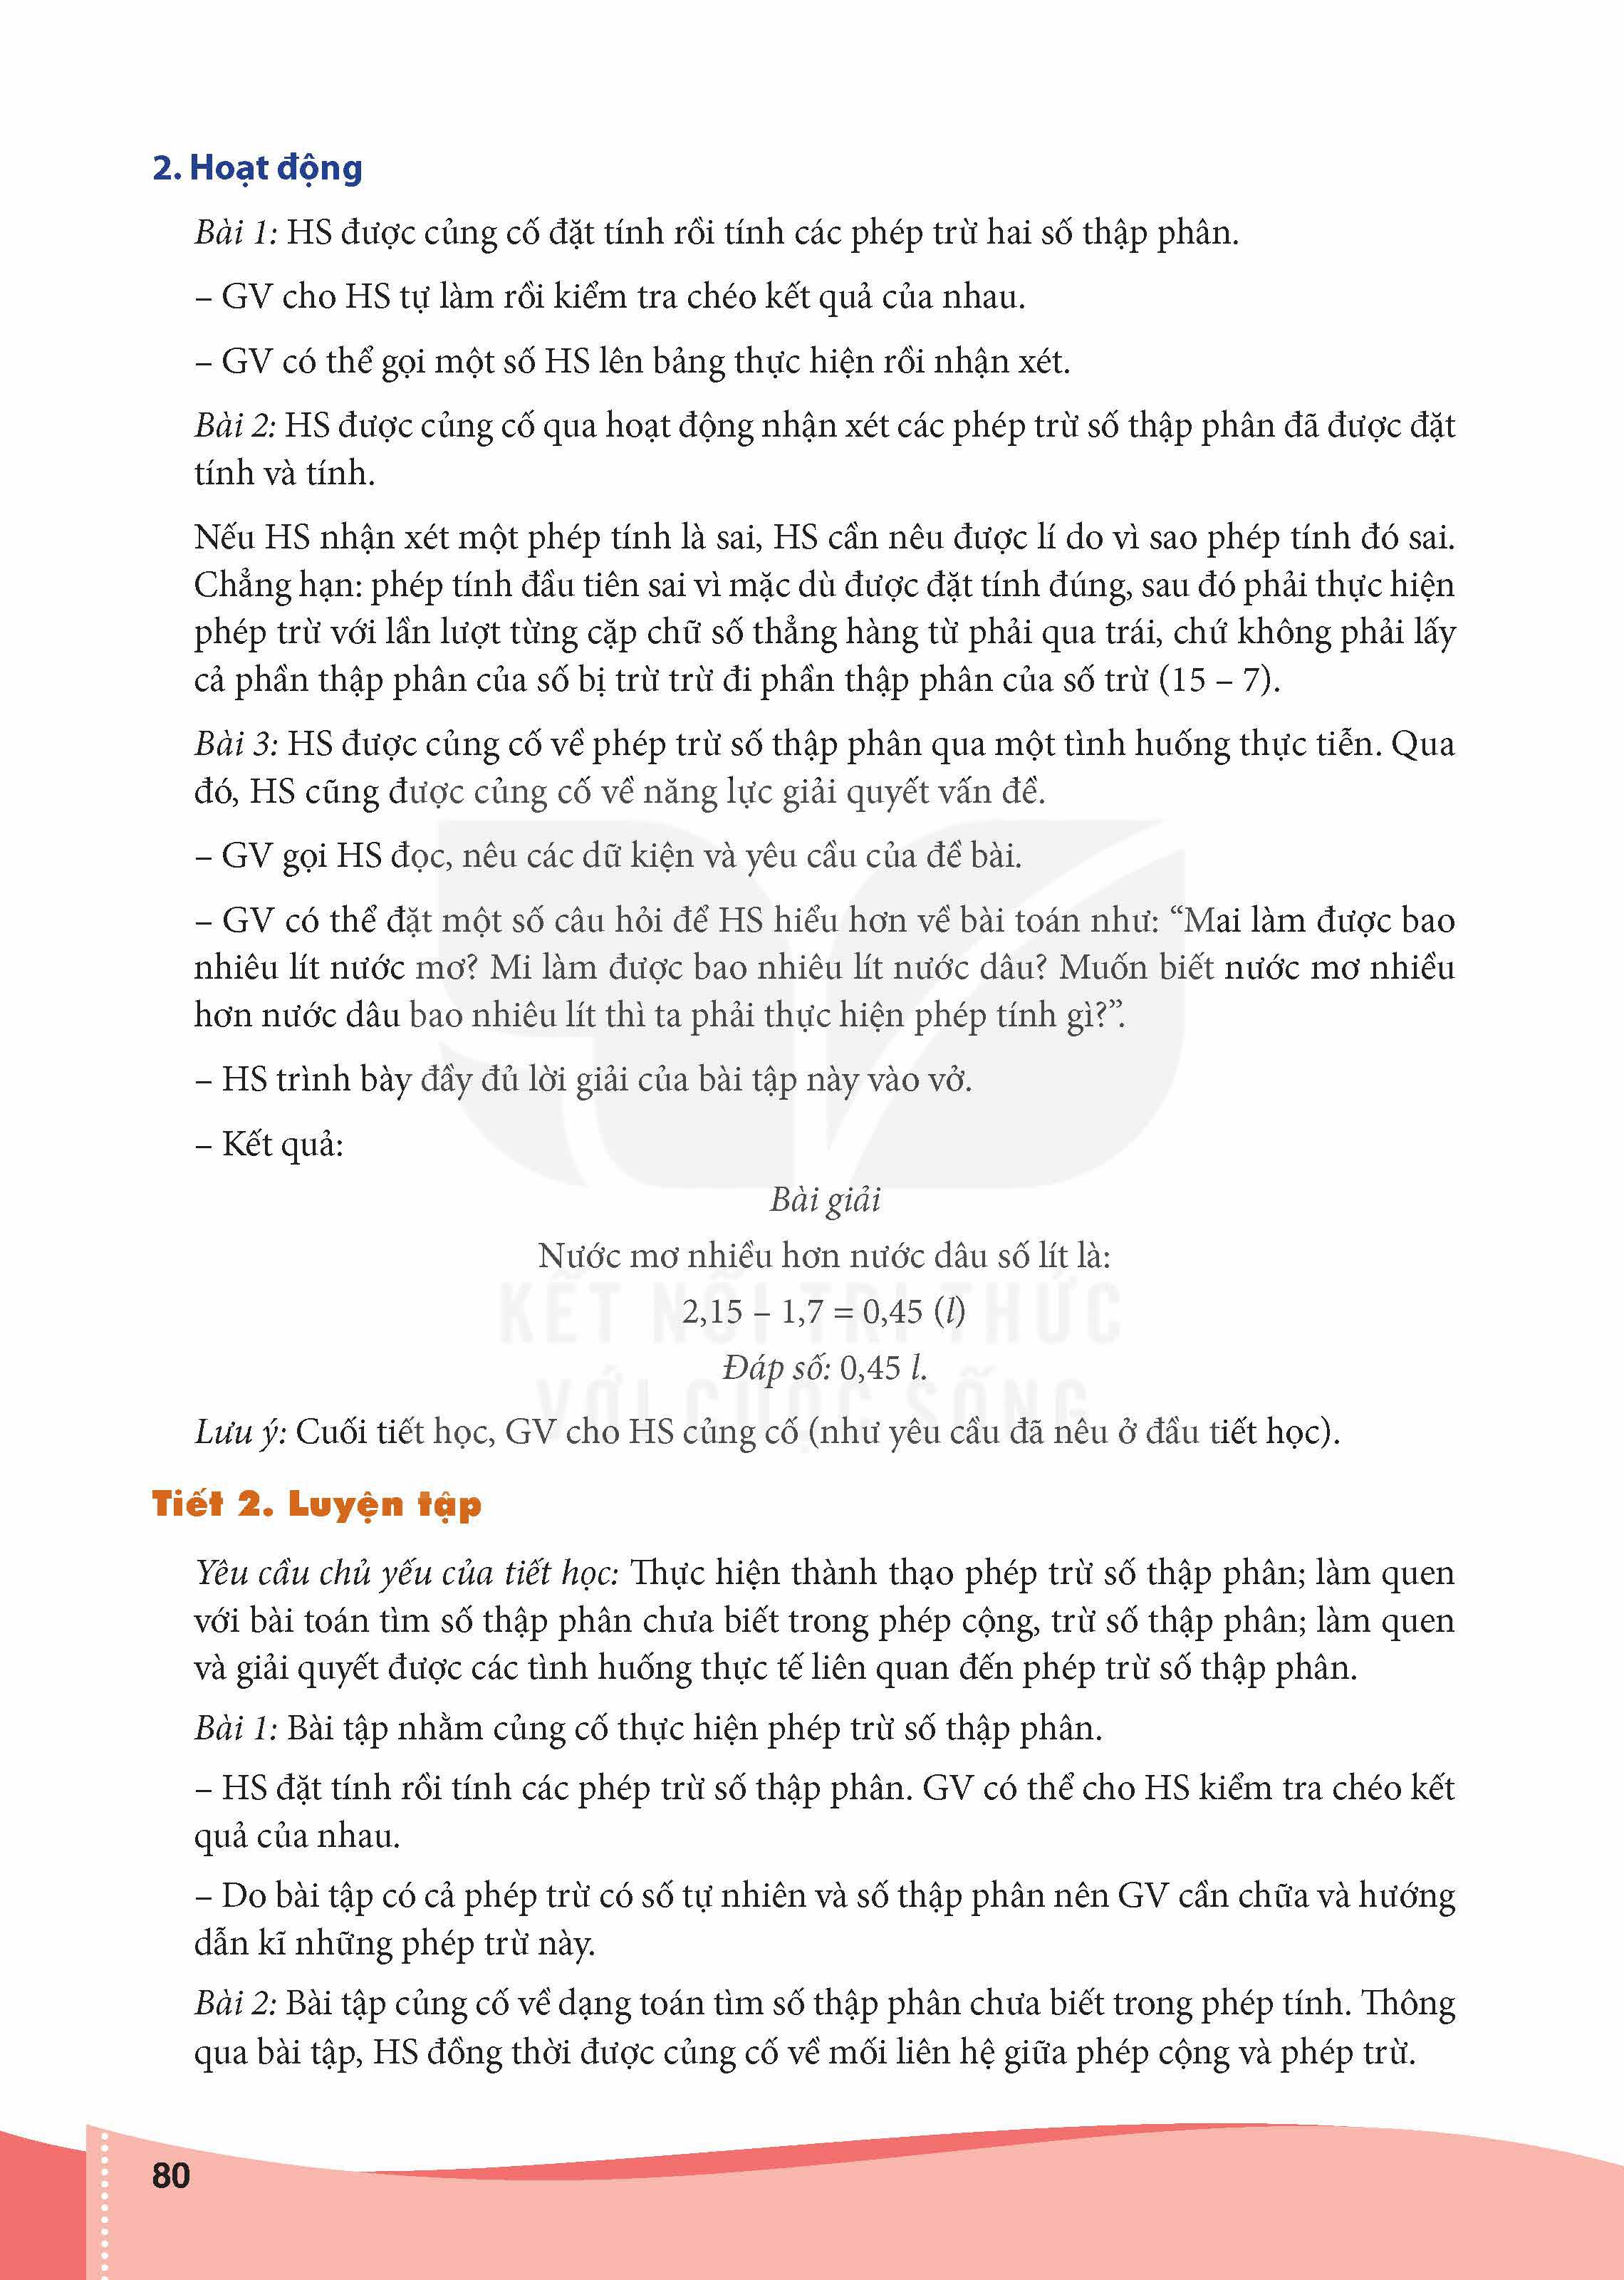 2. Hoạt động
Bài 1: HS được củng cố đặt tính rồi tính các phép trừ hai số thập phân.
– GV cho HS tự làm rồi kiểm tra chéo kết quả của nhau.
– GV có thể gọi một số HS lên bảng thực hiện rồi nhận xét.
Bài 2: HS được củng cố qua hoạt động nhận xét các phép trừ số thập phân đã được đặt
tính và tính.
Nếu HS nhận xét một phép tính là sai, HS cần nêu được lí do vì sao phép tính đó sai.
Chẳng hạn: phép tính đầu tiên sai vì mặc dù được đặt tính đúng, sau đó phải thực hiện
phép trừ với lần lượt từng cặp chữ số thẳng hàng từ phải qua trái, chứ không phải lấy
cả phần thập phân của số bị trừ trừ đi phần thập phân của số trừ (15 – 7).
Bài 3: HS được củng cố về phép trừ số thập phân qua một tình huống thực tiễn. Qua
đó, HS cũng được củng cố về năng lực giải quyết vấn đề.
– GV gọi HS đọc, nêu các dữ kiện và yêu cầu của đề bài.
– GV có thể đặt một số câu hỏi để HS hiểu hơn về bài toán như: “Mai làm được bao
nhiêu lít nước mơ? Mi làm được bao nhiêu lít nước dâu? Muốn biết nước mơ nhiều
hơn nước dâu bao nhiêu lít thì ta phải thực hiện phép tính gì?”.
– HS trình bày đầy đủ lời giải của bài tập này vào vở.
– Kết quả:
Bài giải
Nước mơ nhiều hơn nước dâu số lít là:
KẾT NỐI TRI THỨC
2,15 – 1,7 = 0,45 (l)
Đáp số: 0,45 l.
VỚI CUỘC SỐNG
Lưu ý: Cuối tiết học, GV cho HS củng cố (như yêu cầu đã nêu ở đầu tiết học).
Tiết 2. Luyện tập
Yêu cầu chủ yếu của tiết học: Thực hiện thành thạo phép trừ số thập phân; làm quen
với bài toán tìm số thập phân chưa biết trong phép cộng, trừ số thập phân; làm quen
và giải quyết được các tình huống thực tế liên quan đến phép trừ số thập phân.
Bài 1: Bài tập nhằm củng cố thực hiện phép trừ số thập phân.
– HS đặt tính rồi tính các phép trừ số thập phân. GV có thể cho HS kiểm tra chéo kết
quả của nhau.
– Do bài tập có cả phép trừ có số tự nhiên và số thập phân nên GV cần chữa và hướng
dẫn kĩ những phép trừ này.
Bài 2: Bài tập củng cố về dạng toán tìm số thập phân chưa biết trong phép tính. Thông
qua bài tập, HS đồng thời được củng cố về mối liên hệ giữa phép cộng và phép trừ.
80